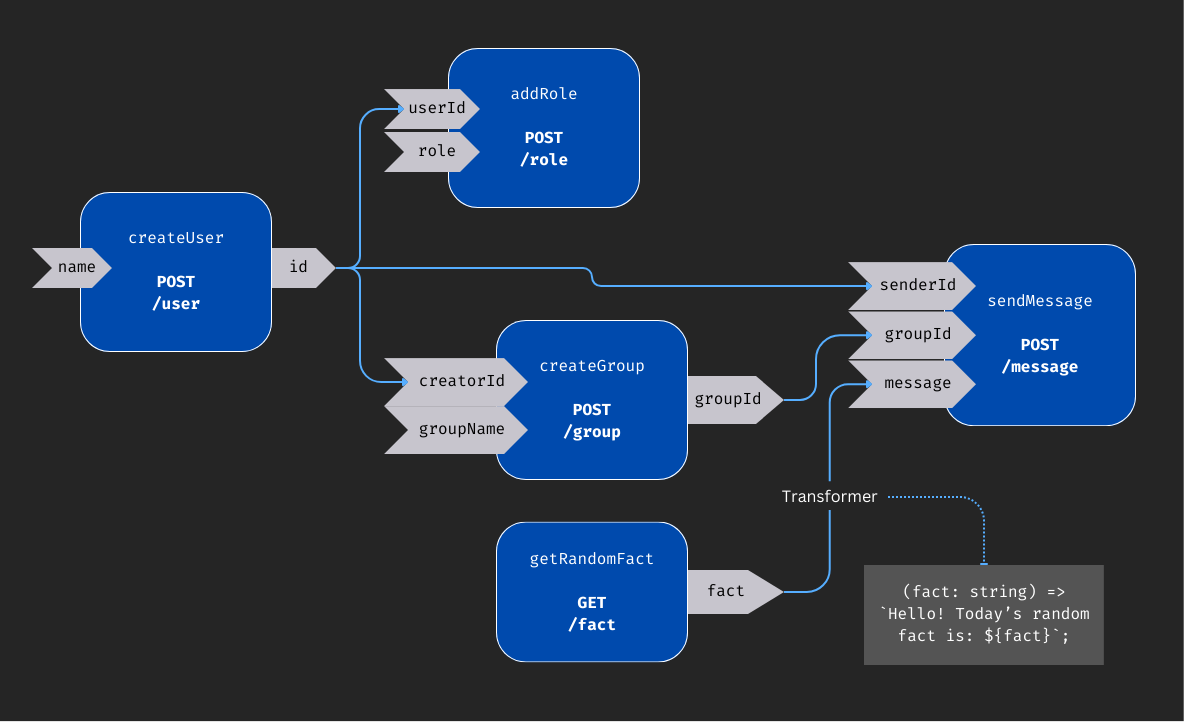 addRole
userId
POST
/role
role
createUser
name
POST
/user
id
senderId
sendMessage
groupId
POST
/message
message
createGroup
creatorId
POST
/group
groupName
groupId
Transformer
getRandomFact
GET
/fact
fact
(fact: string) =>
`Hello! Today’s random
fact is: ${fact}`;